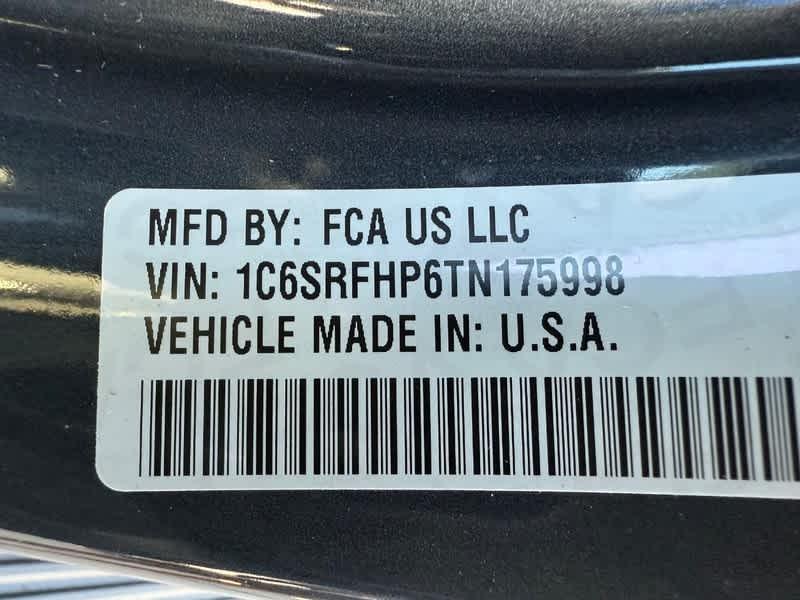 MFD BY: FCA US LLC
VIN: 1C6SRFHP6TN175998
VEHICLE MADE IN: U.S.A.